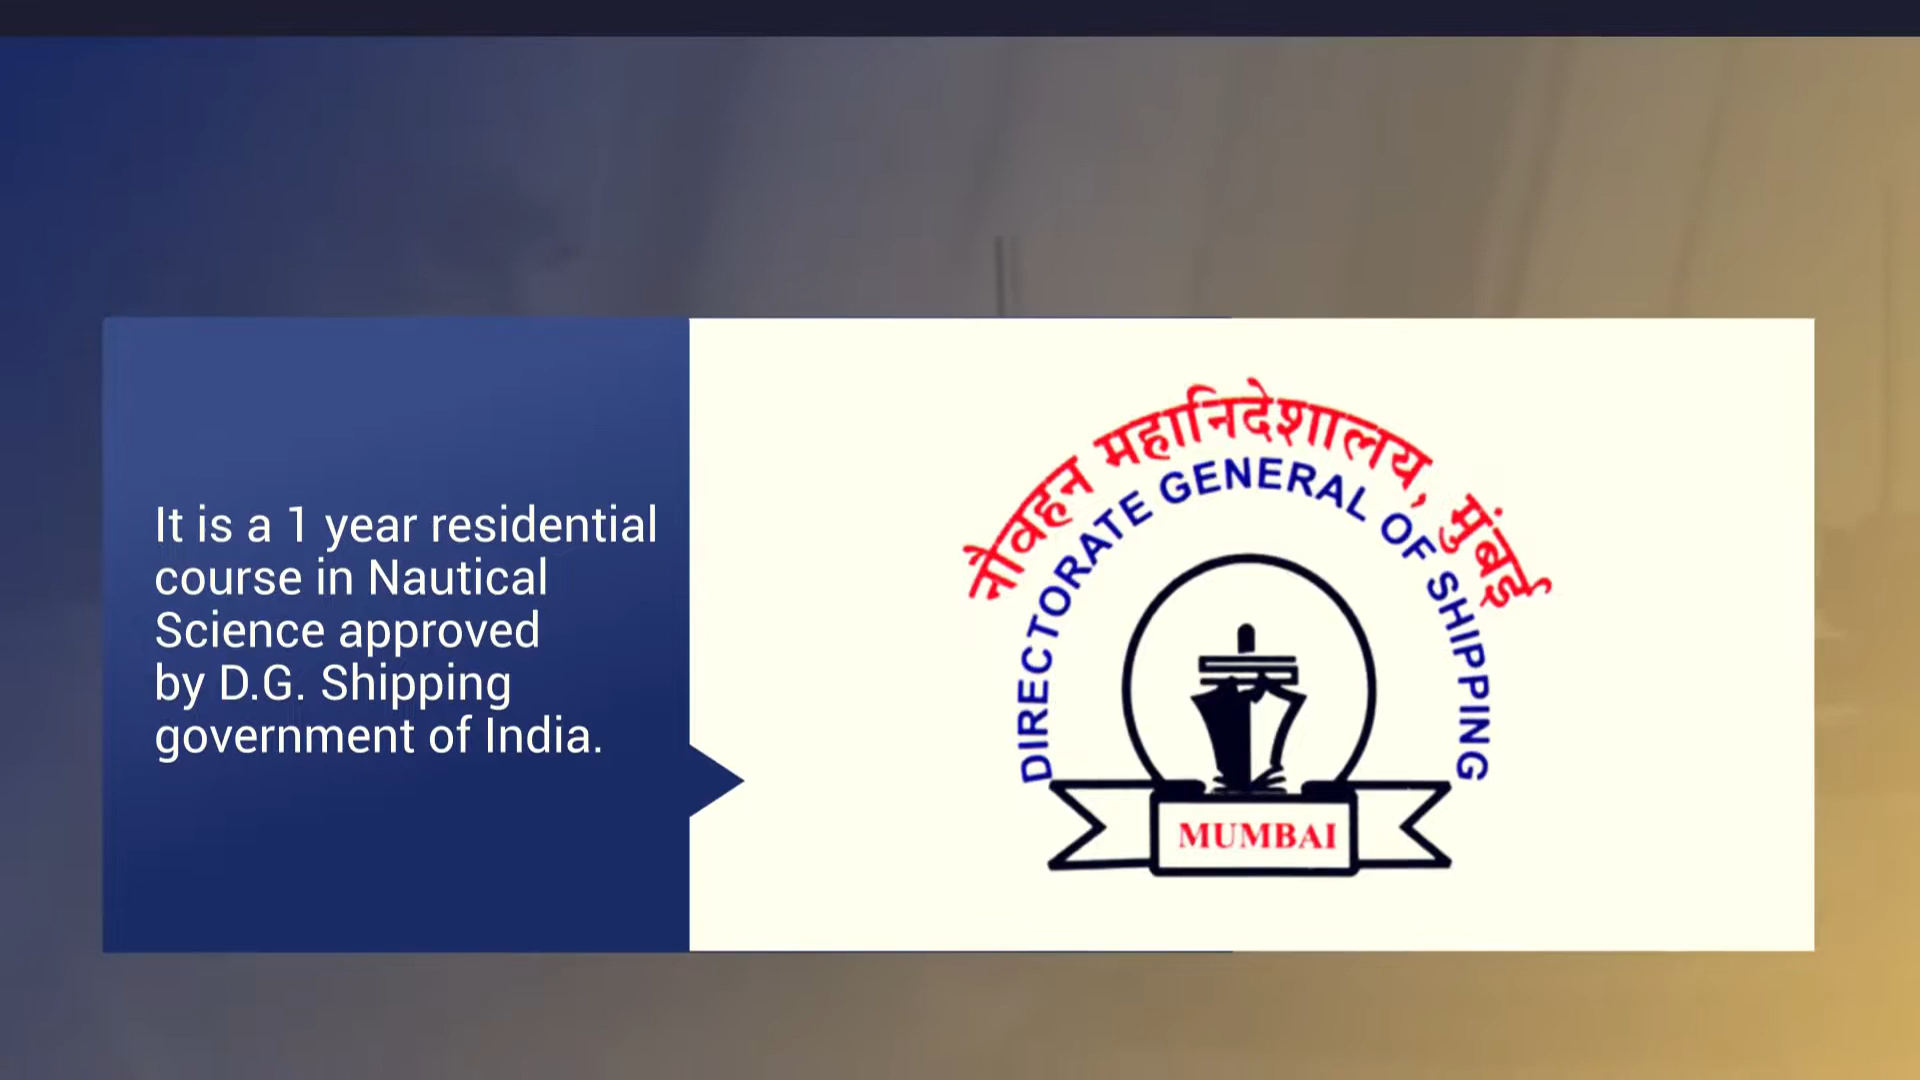 It is a 1 year residential
course in Nautical
Science approved
by D.G. Shipping
government of India.
नौवहन महानिदेशालय, मुंबई
DIRECTORATE GENERAL OF SHIPPING
MUMBAI